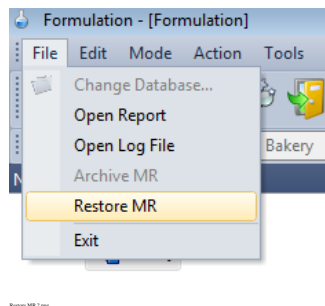 Formulation - [Formulation]
File Edit Mode Action Tools
Change Database...
Open Report
Open Log File
Bakery
Archive MR
Restore MR
Exit